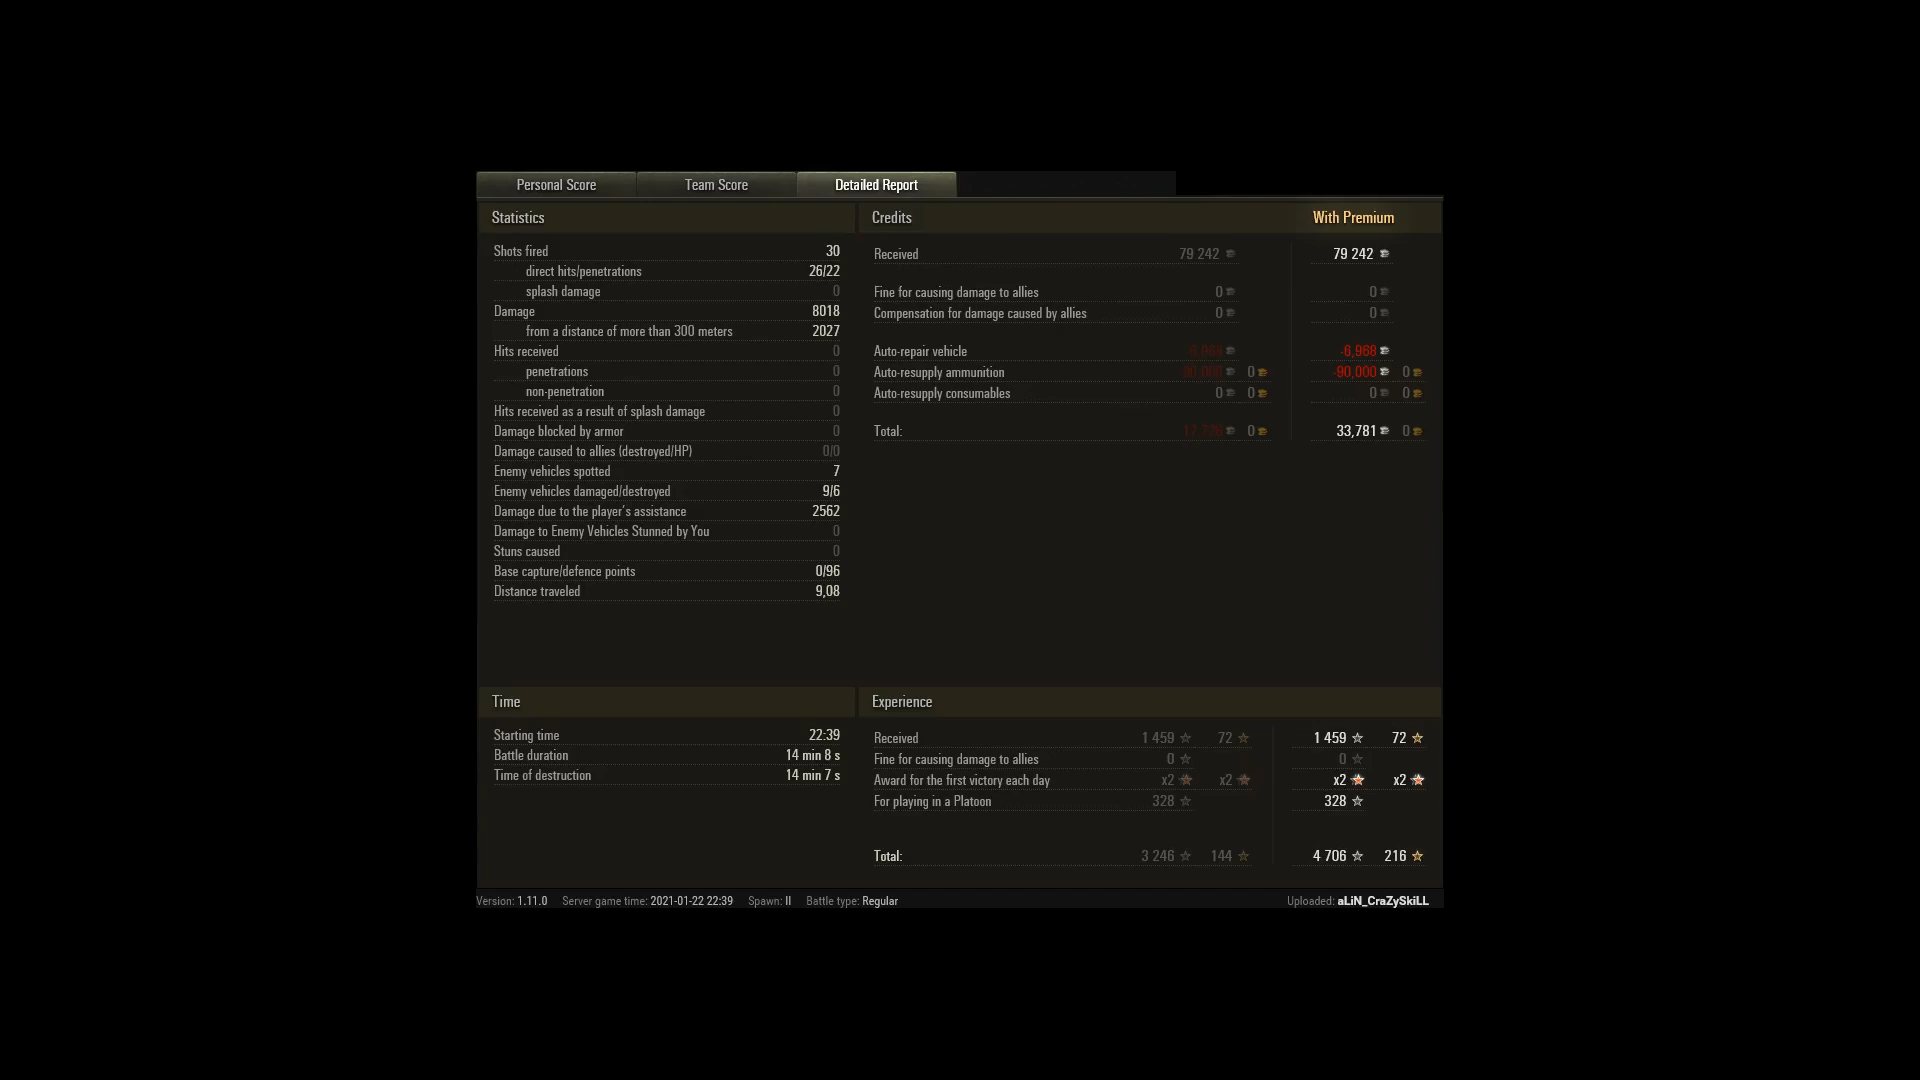 Personal Score Team Score Detailed Report
Statistics
Shots fired 30
direct hits/penetrations 26/22
splash damage 0
Damage 8018
from a distance of more than 300 meters 2027
Hits received 0
penetrations 0
non-penetration 0
Hits received as a result of splash damage 0
Damage blocked by armor 0
Damage caused to allies (destroyed/HP) 0/0
Enemy vehicles spotted 7
Enemy vehicles damaged/destroyed 9/6
Damage due to the player's assistance 2562
Damage to Enemy Vehicles Stunned by You 0
Stuns caused 0
Base capture/defence points 0/96
Distance traveled 9,08
Credits With Premium
Received 79 242 79 242
Fine for causing damage to allies 0 0
Compensation for damage caused by allies 0 0
Auto-repair vehicle -6,968
Auto-resupply ammunition 0 -90,000 0
Auto-resupply consumables 0 0 0 0
Total: 0 33,781 0
Time
Starting time 22:39
Battle duration 14 min 8 s
Time of destruction 14 min 7 s
Experience
Received 1 459 72 1 459 72
Fine for causing damage to allies 0 0
Award for the first victory each day x2 x2 x2 x2
For playing in a Platoon 328 328
Total: 3 246 144 4 706 216
Version: 1.11.0 Server game time: 2021-01-22 22:39 Spawn: II Battle type: Regular Uploaded: aLiN_CraZySkiLL